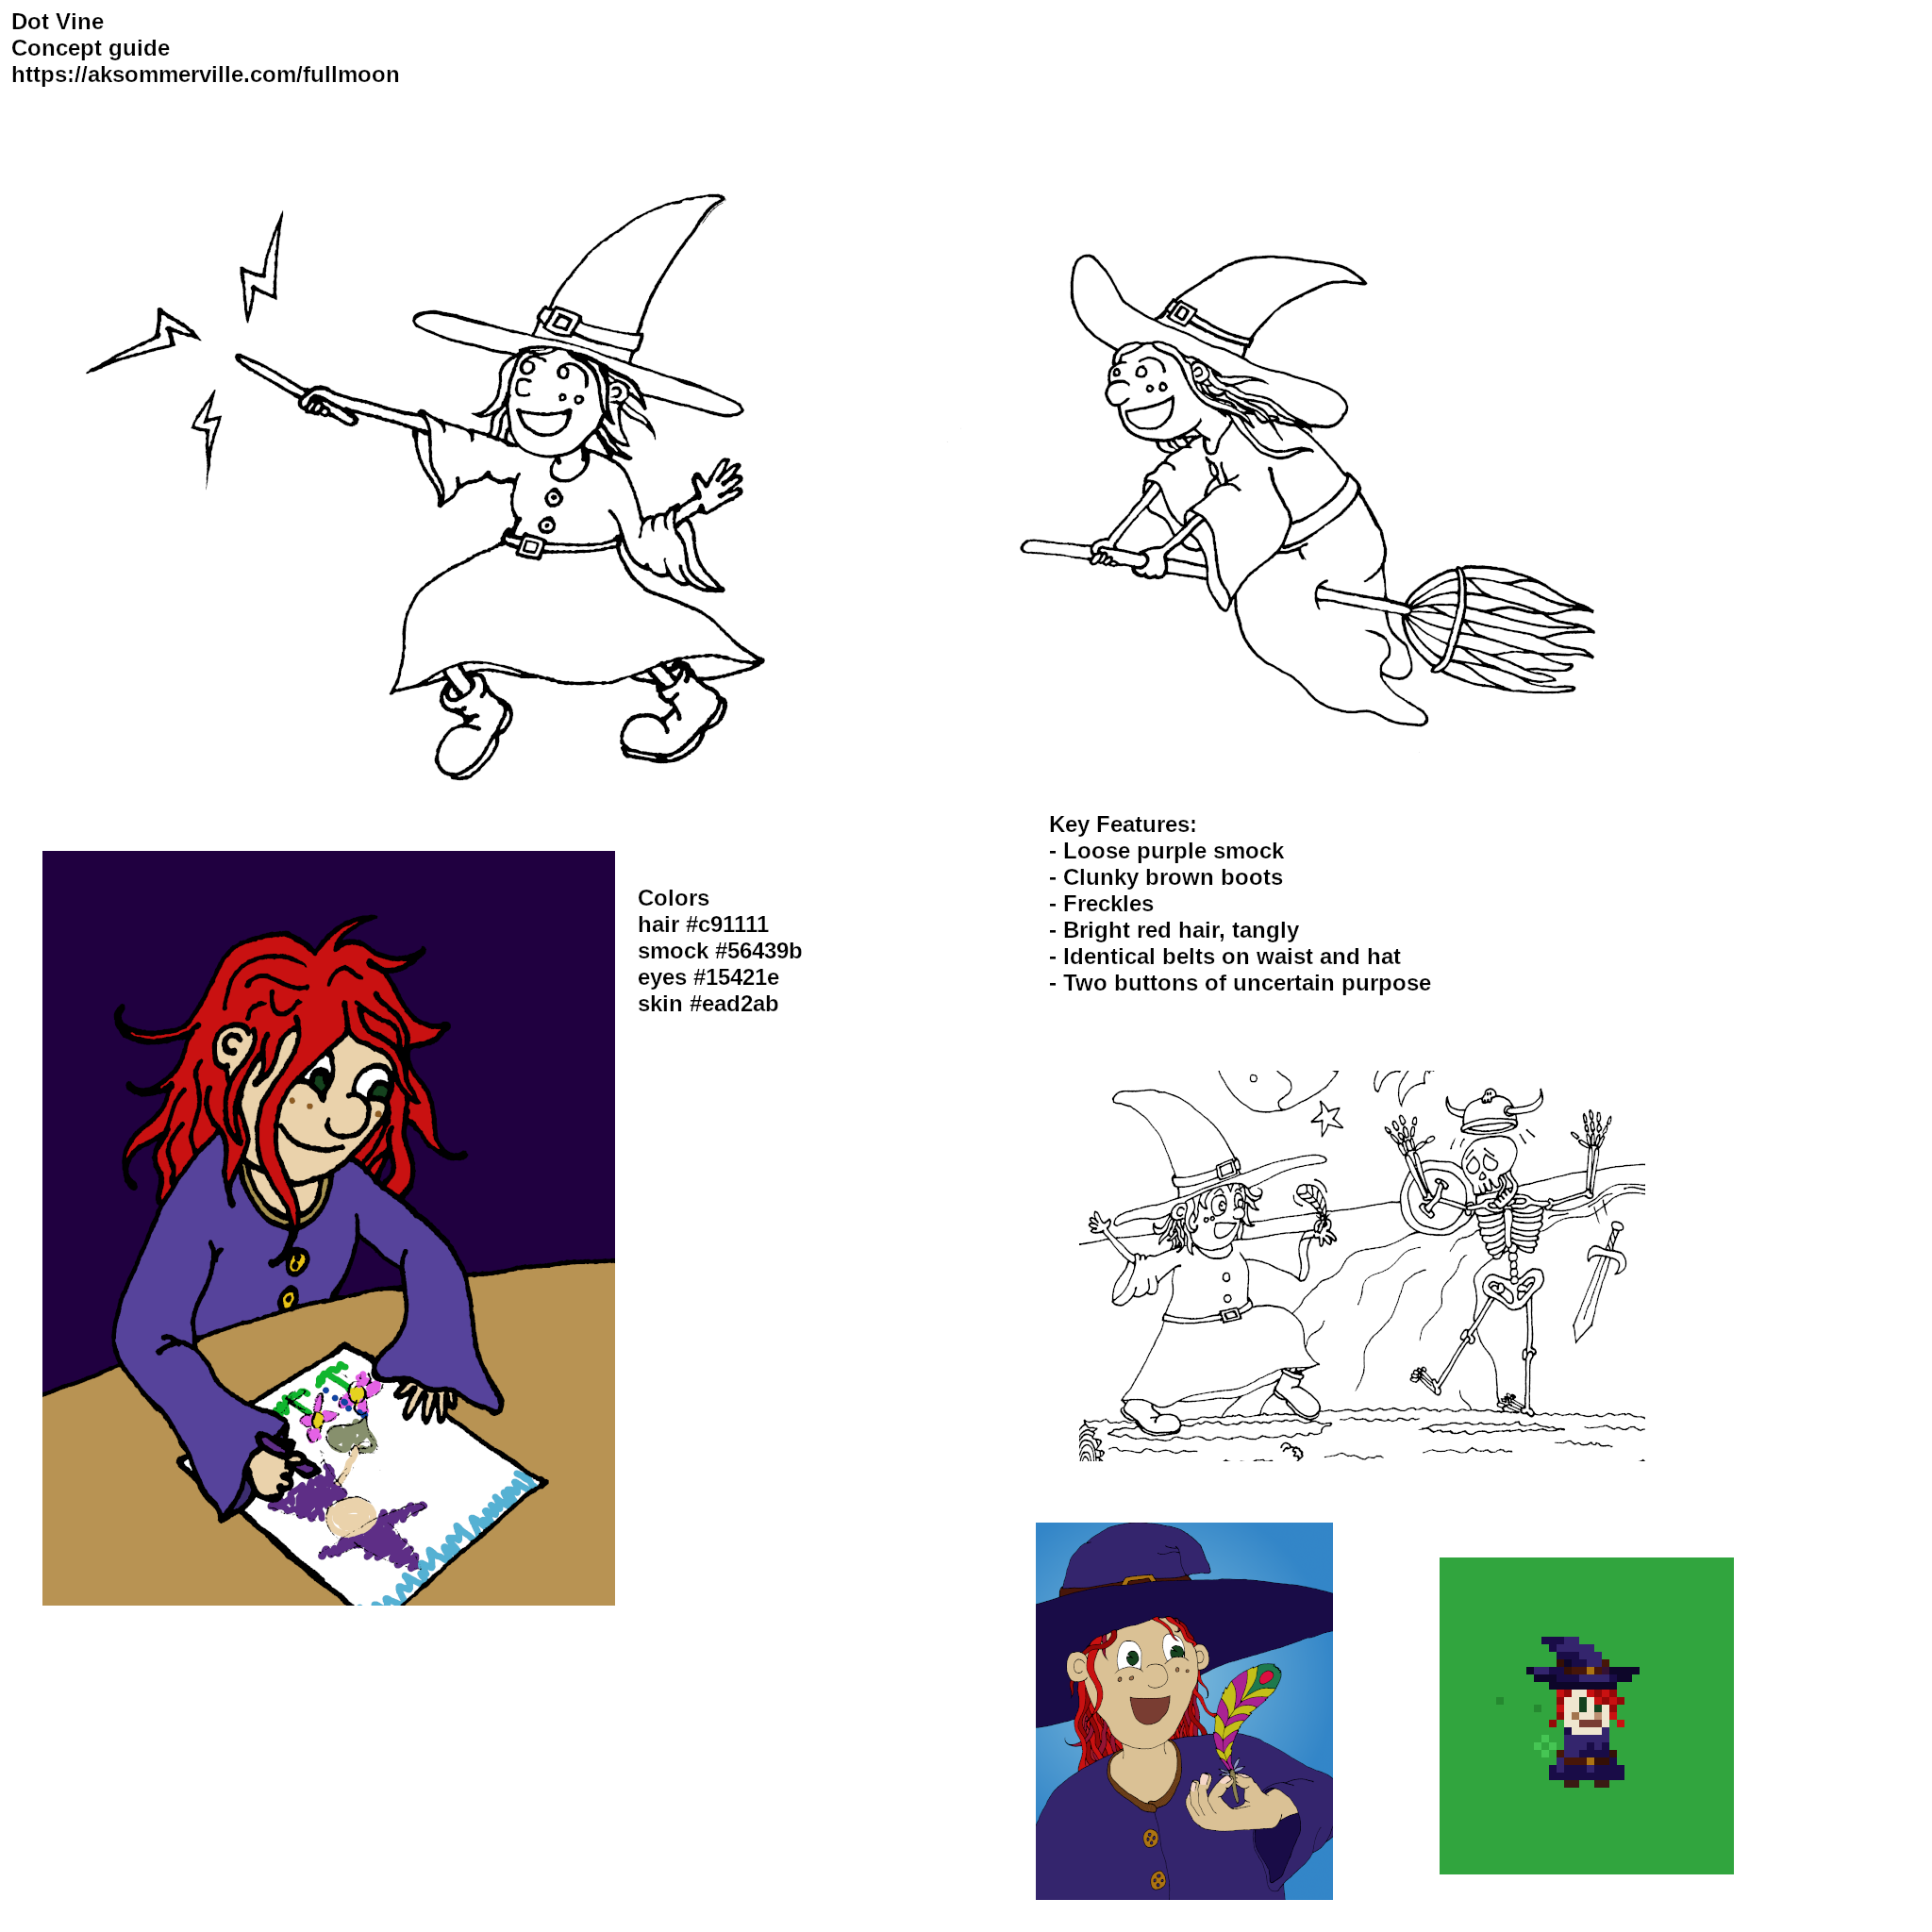 Dot Vine
Concept guide
https://aksommerville.com/fullmoon
Key Features:
- Loose purple smock
- Clunky brown boots
- Freckles
- Bright red hair, tangly
- Identical belts on waist and hat
- Two buttons of uncertain purpose
Colors
hair #c91111
smock #56439b
eyes #15421e
skin #ead2ab